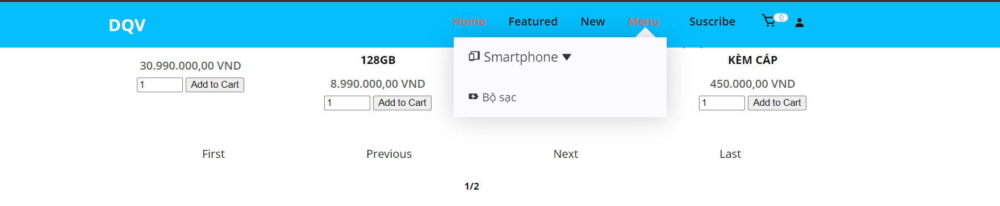 DQV
Home Featured New Menu Suscribe 0
Smartphone
Bộ sạc
30.990.000,00 VND
1 Add to Cart
128GB
8.990.000,00 VND
1 Add to Cart
KÈM CÁP
450.000,00 VND
1 Add to Cart
First Previous Next Last
1/2